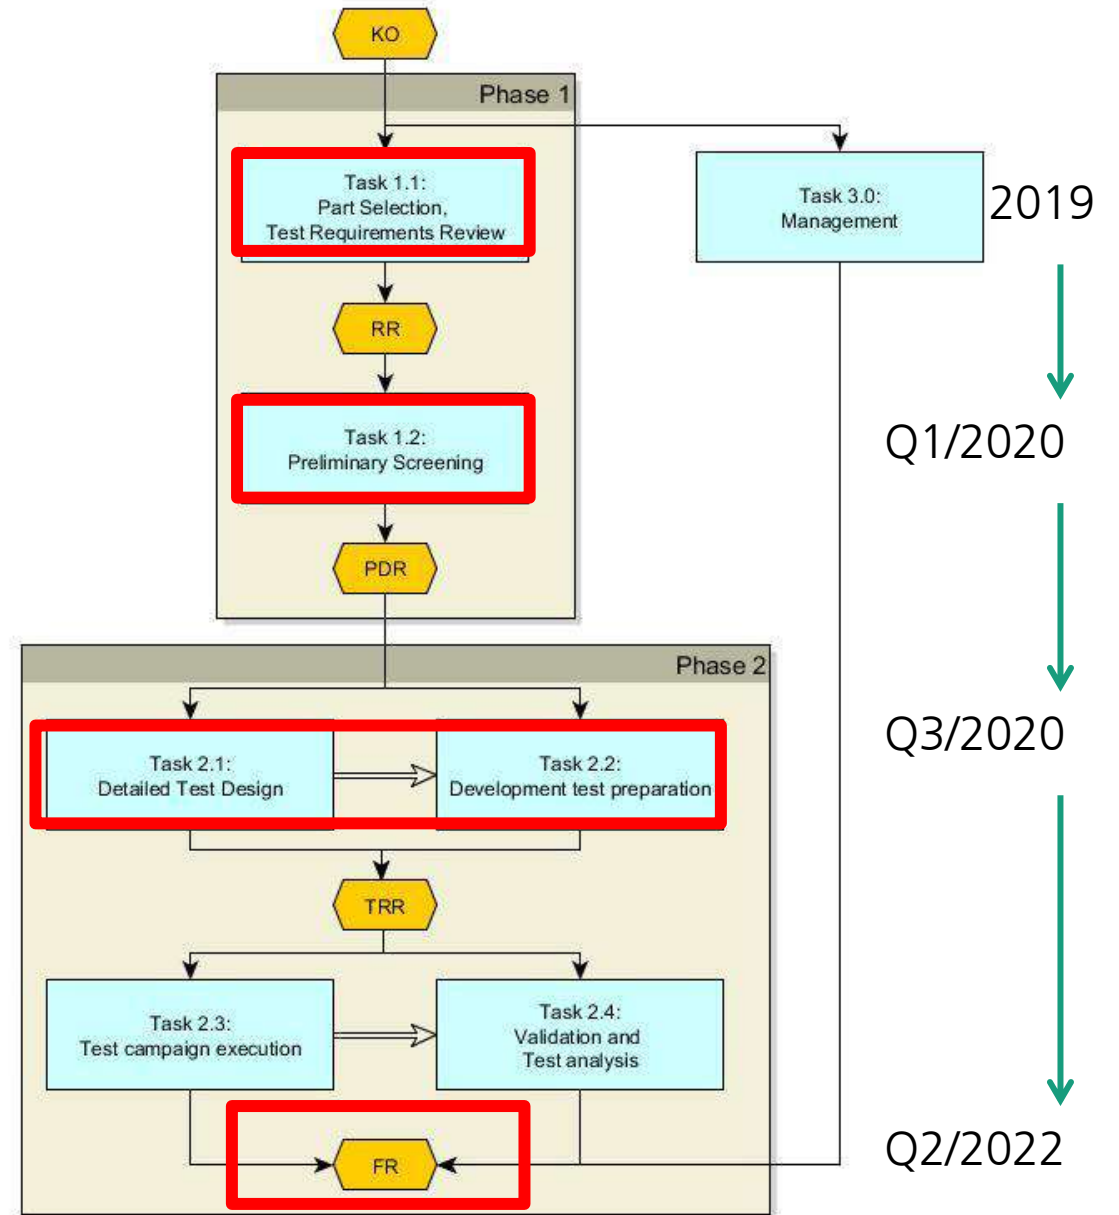 KO
Phase 1
Task 1.1:
Part Selection,
Test Requirements Review
Task 3.0:
Management
2019
RR
Task 1.2:
Preliminary Screening
Q1/2020
PDR
Phase 2
Task 2.1:
Detailed Test Design
Task 2.2:
Development test preparation
Q3/2020
TRR
Task 2.3:
Test campaign execution
Task 2.4:
Validation and
Test analysis
FR
Q2/2022